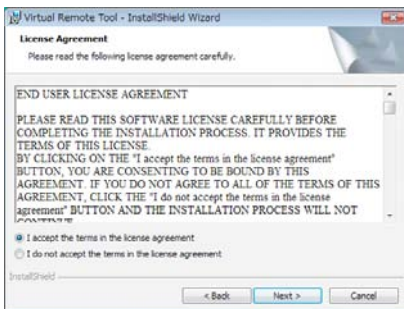 Virtual Remote Tool - InstallShield Wizard
License Agreement
Please read the following license agreement carefully.
END USER LICENSE AGREEMENT
PLEASE READ THIS SOFTWARE LICENSE CAREFULLY BEFORE
COMPLETING THE INSTALLATION PROCESS. IT PROVIDES THE
TERMS OF THIS LICENSE.
BY CLICKING ON THE "I accept the terms in the license agreement"
BUTTON, YOU ARE CONSENTING TO BE BOUND BY THIS
AGREEMENT. IF YOU DO NOT AGREE TO ALL OF THE TERMS OF THIS
AGREEMENT, CLICK THE "I do not accept the terms in the license
agreement" BUTTON AND THE INSTALLATION PROCESS WILL NOT
CONTINUE
I accept the terms in the license agreement
I do not accept the terms in the license agreement
InstallShield
< Back
Next >
Cancel